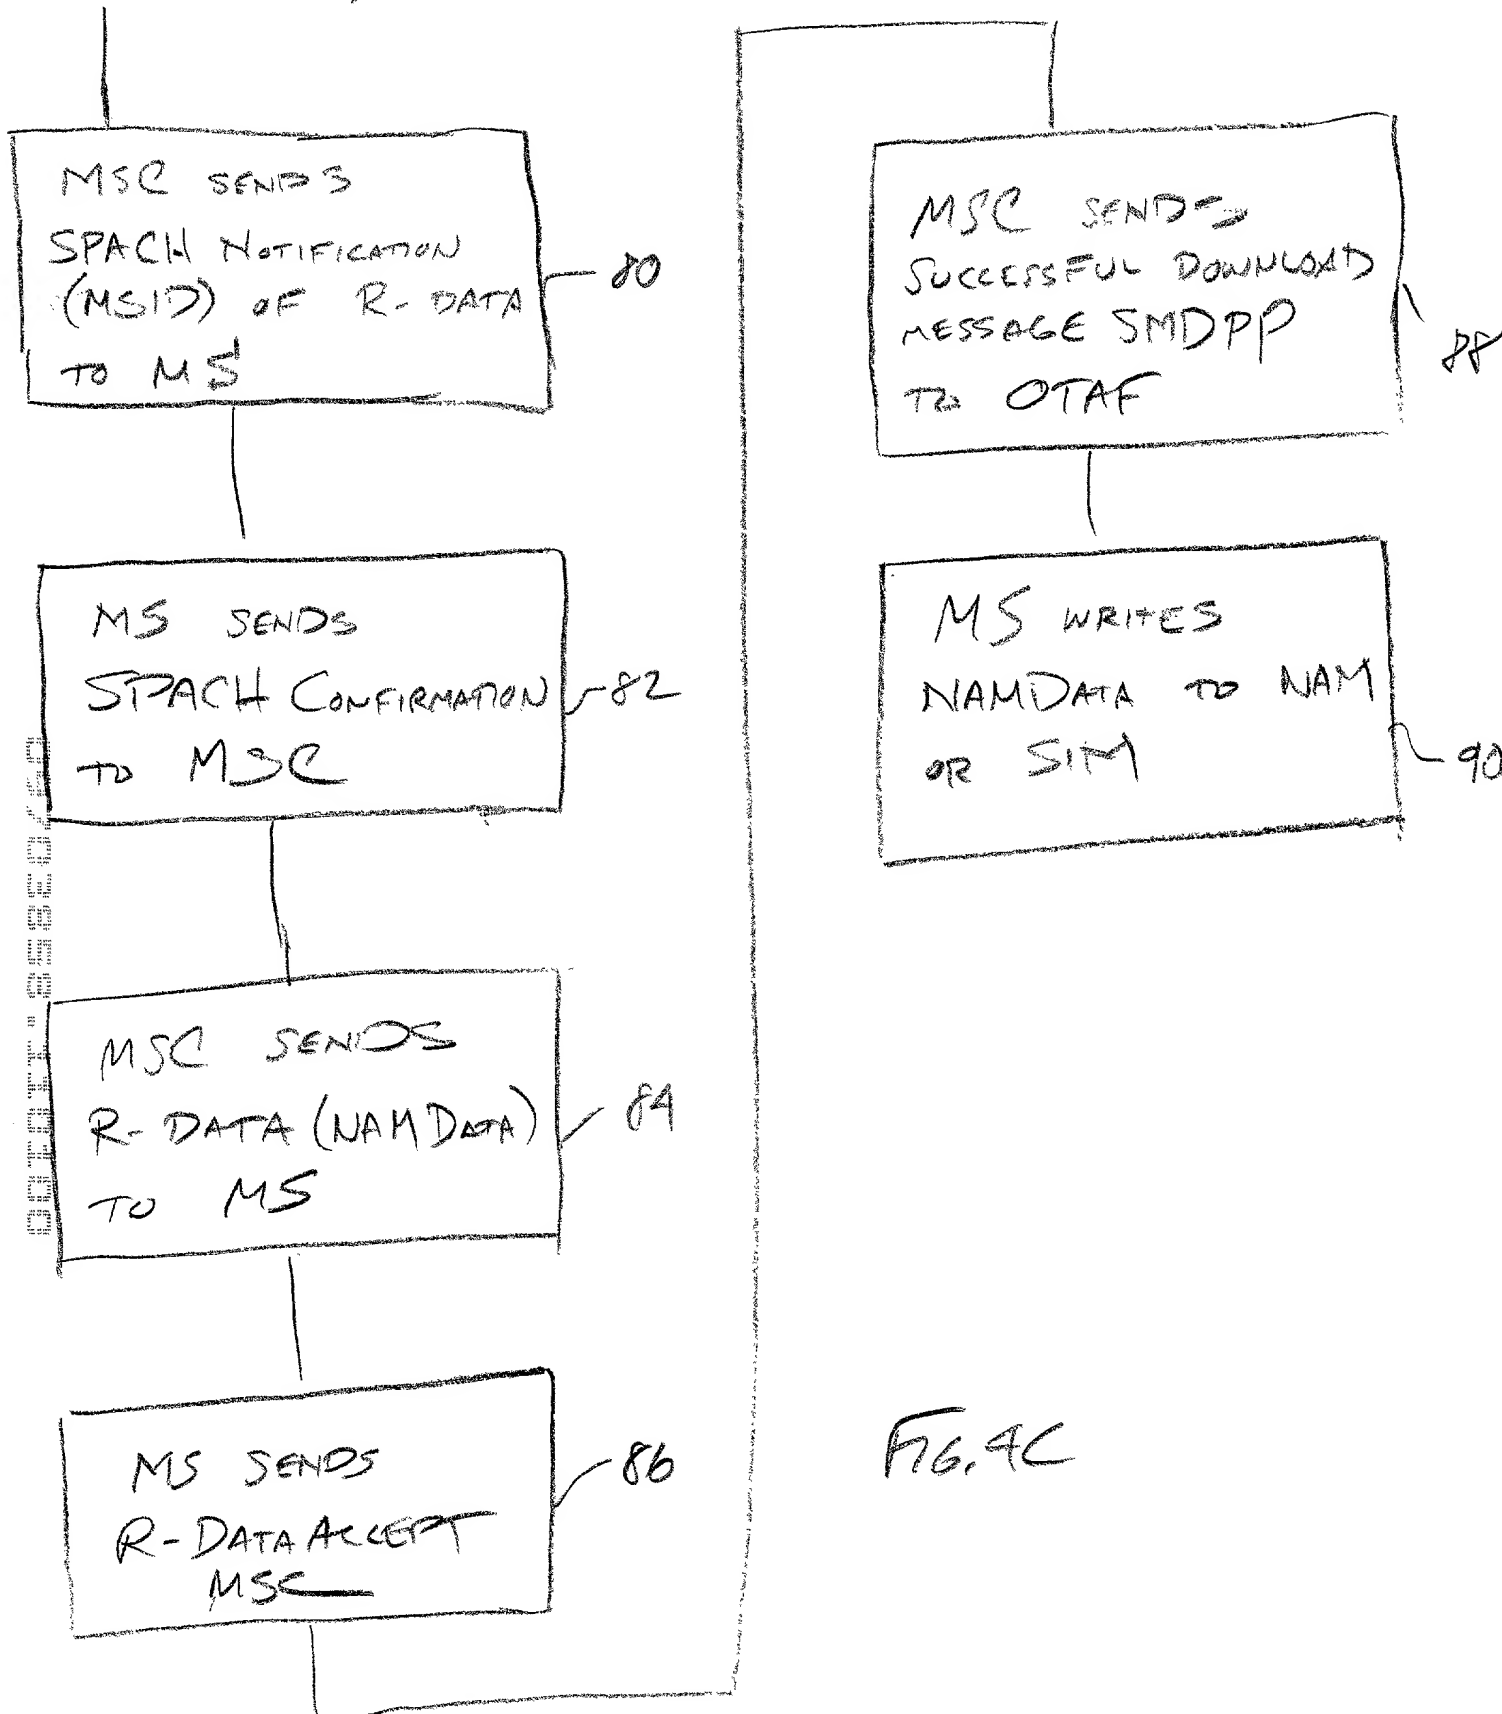 MSC SENDS
SPACH NOTIFICATION
(MSID) OF R-DATA
TO MS
80
MS SENDS
SPACH CONFIRMATION
TO MSC
82
MSC SENDS
R-DATA (NAMDATA)
TO MS
84
MS SENDS
R-DATA ACCEPT
MSC
86
MSC SENDS
SUCCESSFUL DOWNLOAD
MESSAGE SMDPP
TO OTAF
88
MS WRITES
NAMDATA TO NAM
OR SIM
90
FIG. 4C